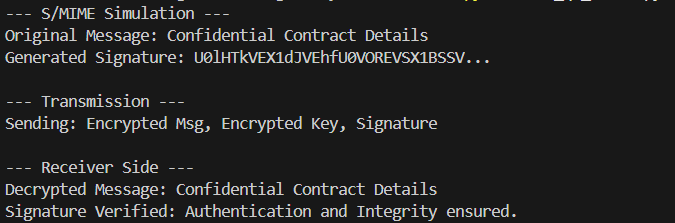 --- S/MIME Simulation ---
Original Message: Confidential Contract Details
Generated Signature: U0lHTkVEX1dJVEhfU0VOREVSX1BSSV...
--- Transmission ---
Sending: Encrypted Msg, Encrypted Key, Signature
--- Receiver Side ---
Decrypted Message: Confidential Contract Details
Signature Verified: Authentication and Integrity ensured.